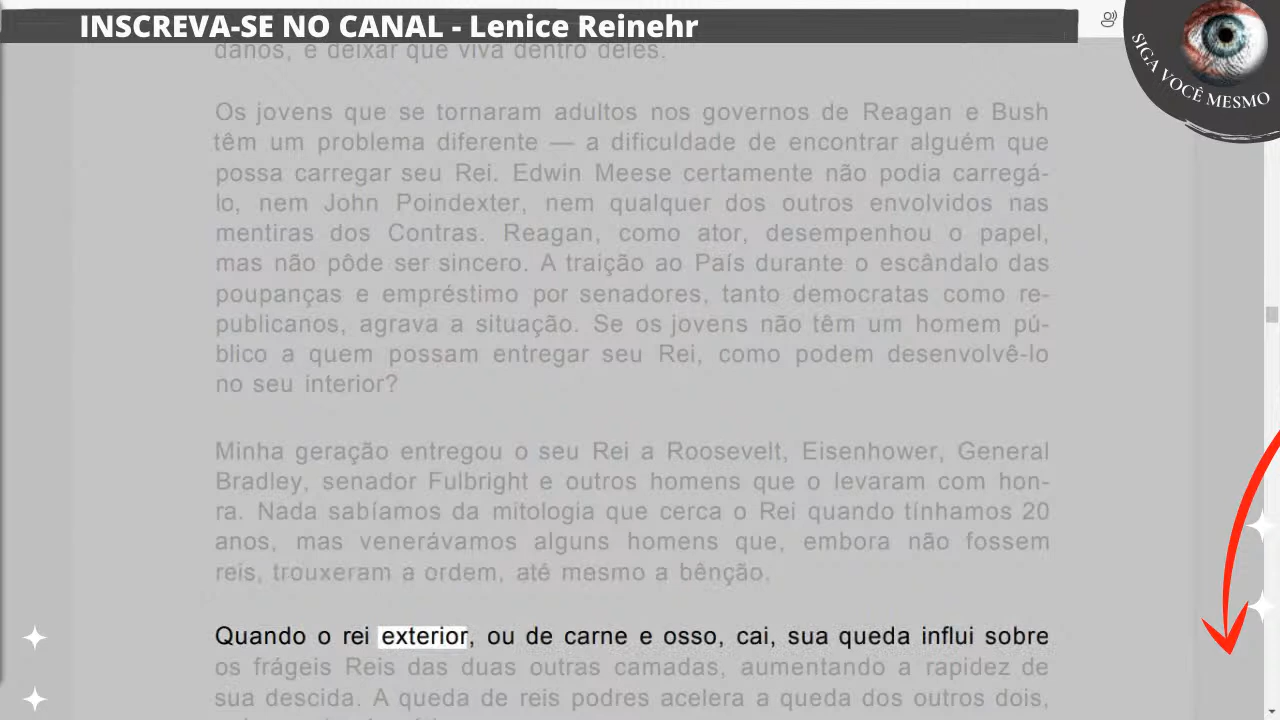 INSCREVA-SE NO CANAL - Lenice Reinehr
SIGA VOCÊ MESMO
danos, e deixar que viva dentro deles.
Os jovens que se tornaram adultos nos governos de Reagan e Bush
têm um problema diferente — a dificuldade de encontrar alguém que
possa carregar seu Rei. Edwin Meese certamente não podia carregá-
lo, nem John Poindexter, nem qualquer dos outros envolvidos nas
mentiras dos Contras. Reagan, como ator, desempenhou o papel,
mas não pôde ser sincero. A traição ao País durante o escândalo das
poupanças e empréstimo por senadores, tanto democratas como re-
publicanos, agrava a situação. Se os jovens não têm um homem pú-
blico a quem possam entregar seu Rei, como podem desenvolvê-lo
no seu interior?
Minha geração entregou o seu Rei a Roosevelt, Eisenhower, General
Bradley, senador Fulbright e outros homens que o levaram com hon-
ra. Nada sabíamos da mitologia que cerca o Rei quando tínhamos 20
anos, mas venerávamos alguns homens que, embora não fossem
reis, trouxeram a ordem, até mesmo a bênção.
Quando o rei exterior, ou de carne e osso, cai, sua queda influi sobre
os frágeis Reis das duas outras camadas, aumentando a rapidez de
sua descida. A queda de reis podres acelera a queda dos outros dois,